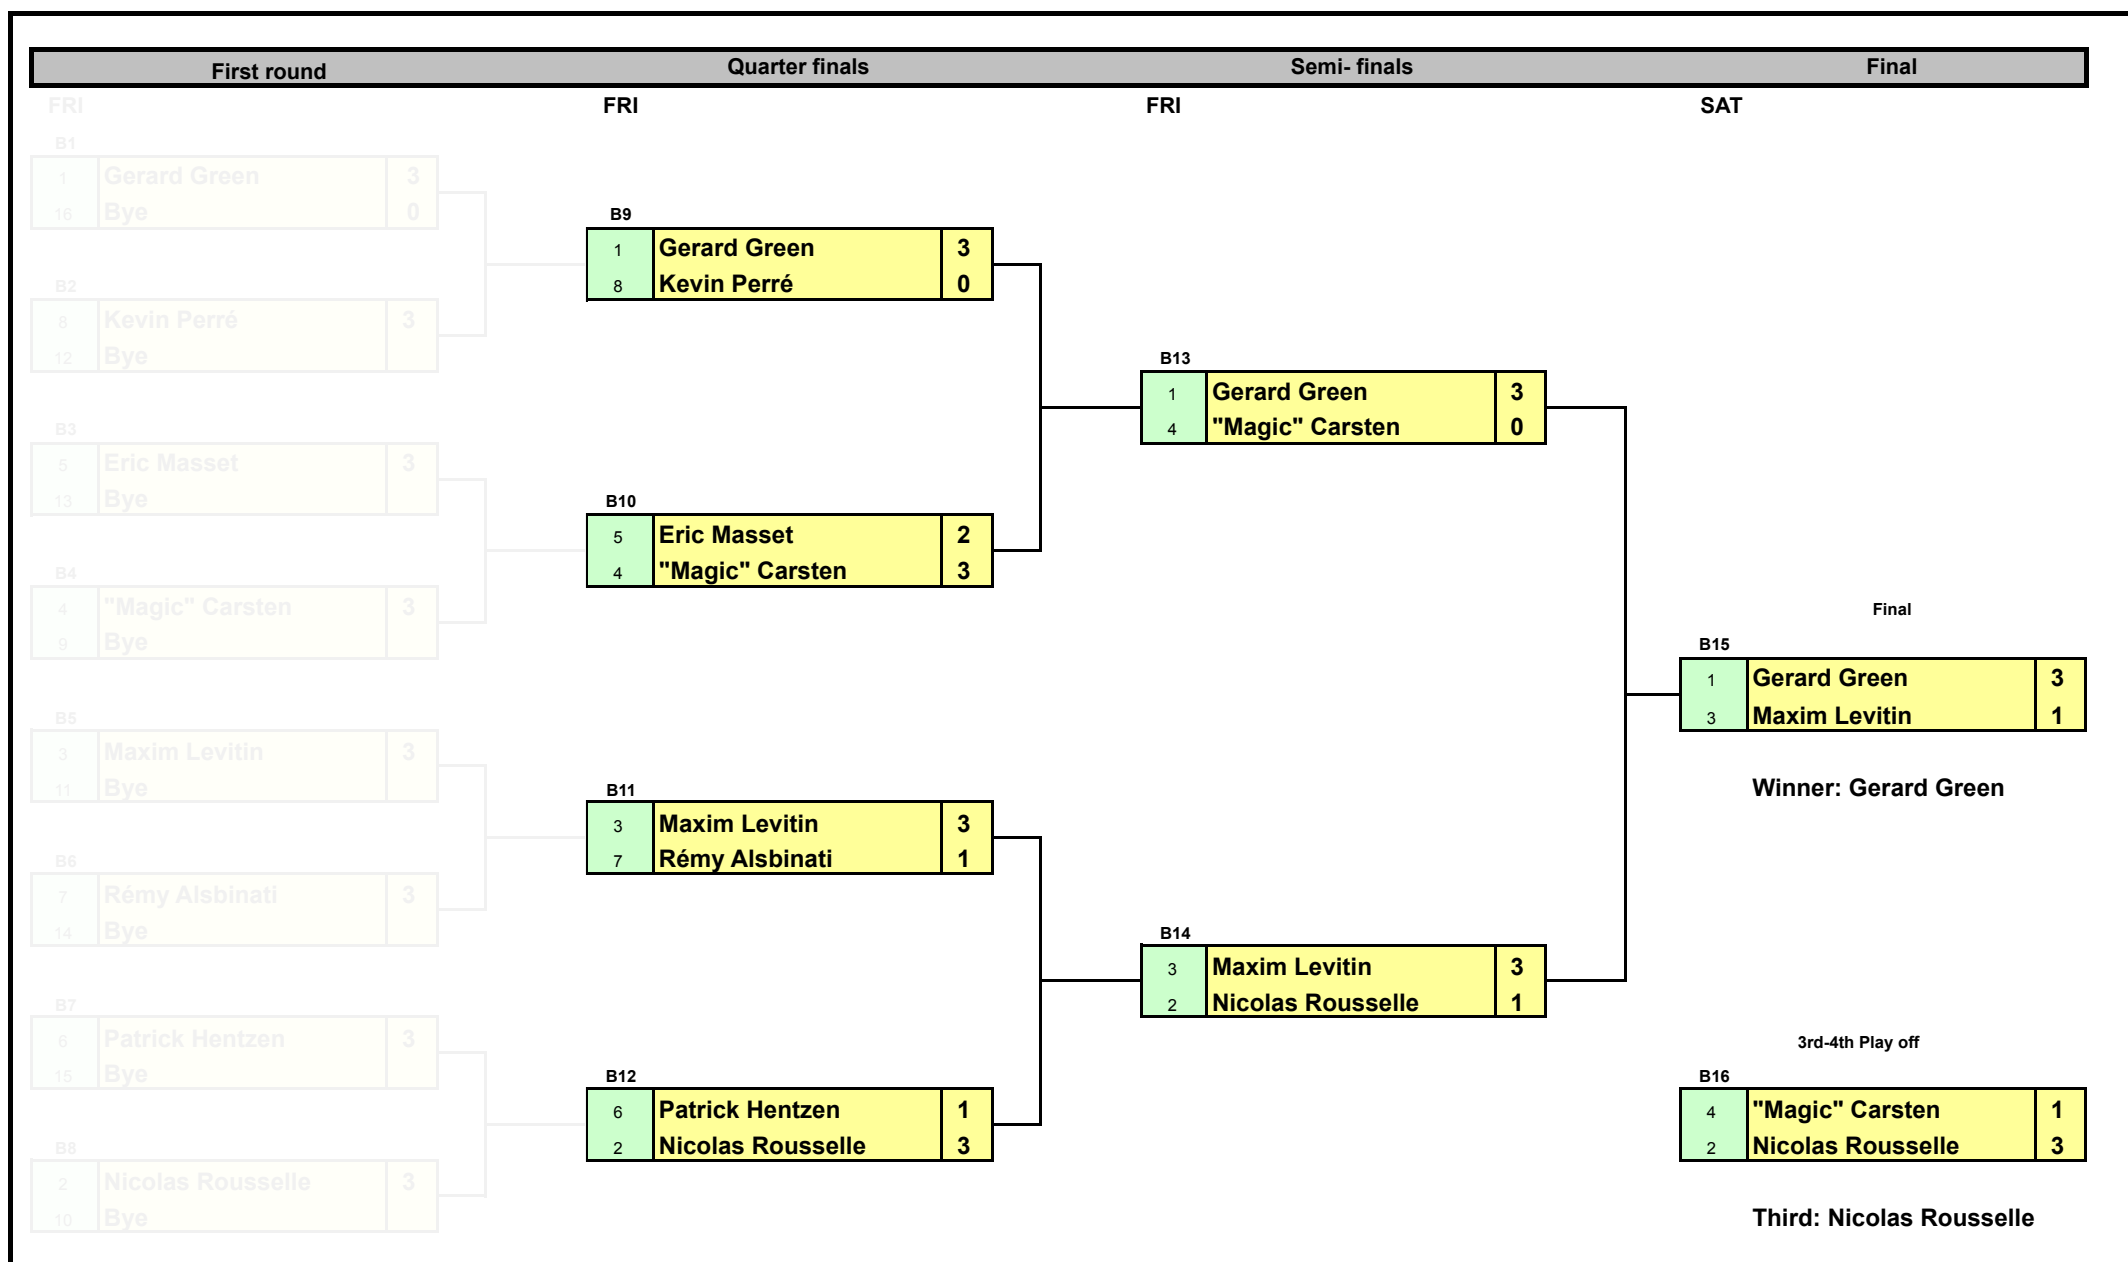 First round Quarter finals Semi- finals Final
FRI FRI FRI SAT
B1
1 Gerard Green 3
16 Bye 0
B2
8 Kevin Perré 3
12 Bye
B3
5 Eric Masset 3
13 Bye
B4
4 "Magic" Carsten 3
9 Bye
B5
3 Maxim Levitin 3
11 Bye
B6
7 Rémy Alsbinati 3
14 Bye
B7
6 Patrick Hentzen 3
15 Bye
B8
2 Nicolas Rousselle 3
10 Bye
B9
1 Gerard Green 3
8 Kevin Perré 0
B10
5 Eric Masset 2
4 "Magic" Carsten 3
B11
3 Maxim Levitin 3
7 Rémy Alsbinati 1
B12
6 Patrick Hentzen 1
2 Nicolas Rousselle 3
B13
1 Gerard Green 3
4 "Magic" Carsten 0
B14
3 Maxim Levitin 3
2 Nicolas Rousselle 1
Final
B15
1 Gerard Green 3
3 Maxim Levitin 1
Winner: Gerard Green
3rd-4th Play off
B16
4 "Magic" Carsten 1
2 Nicolas Rousselle 3
Third: Nicolas Rousselle